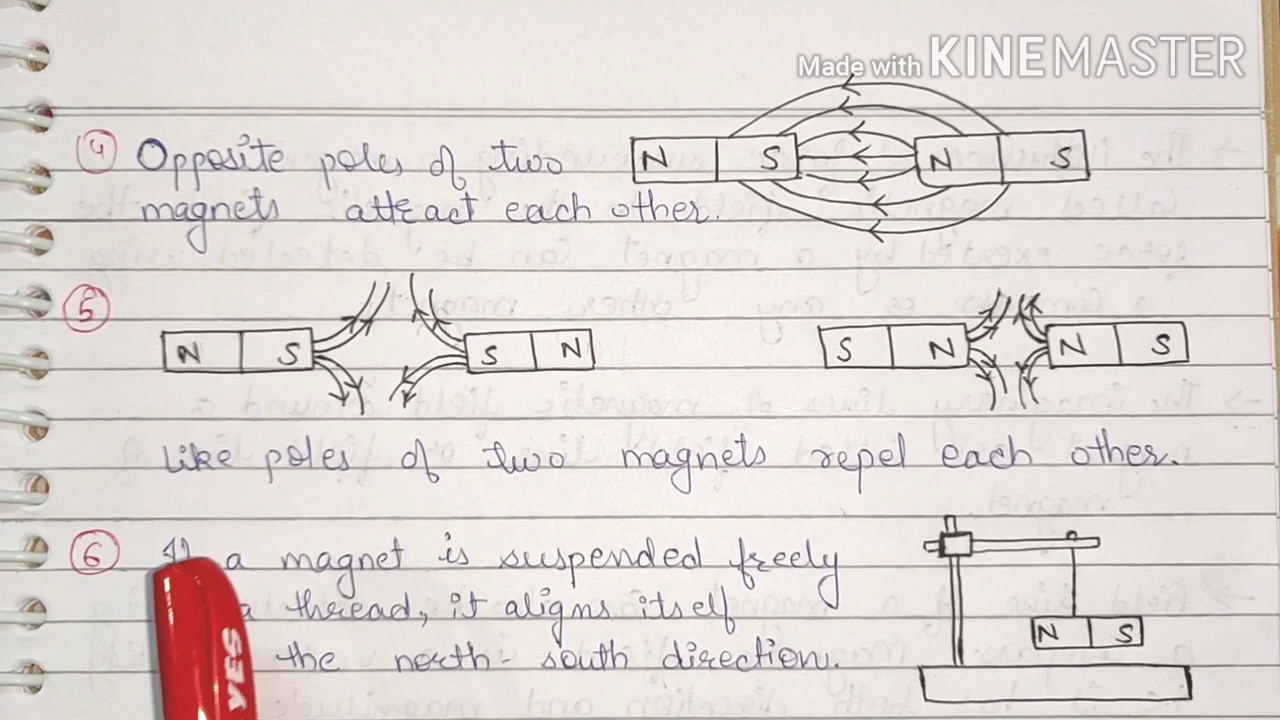 Made with KINEMASTER
4 Opposite poles of two
magnets attract each other.
N S N S
5
N S S N S N N S
Like poles of two magnets repel each other.
6 If a magnet is suspended freely
a thread, it aligns itself
the north-south direction.
N S